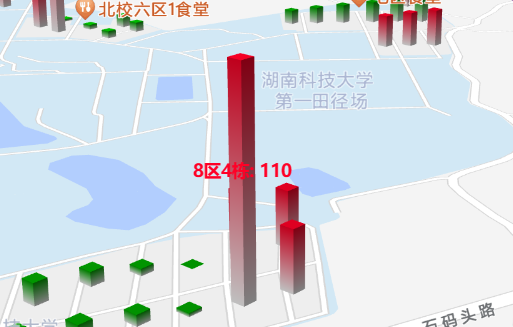 北校六区1食堂
湖南科技大学
第一田径场
8区4栋 110
百码头路